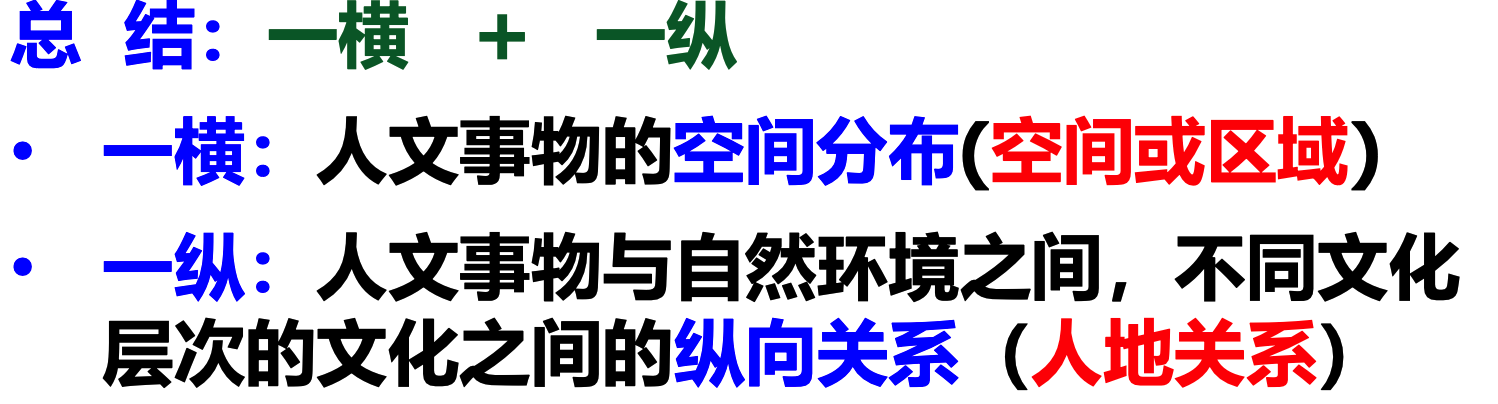 总 结：一横 + 一纵
• 一横：人文事物的空间分布(空间或区域)
• 一纵：人文事物与自然环境之间，不同文化
层次的文化之间的纵向关系（人地关系）